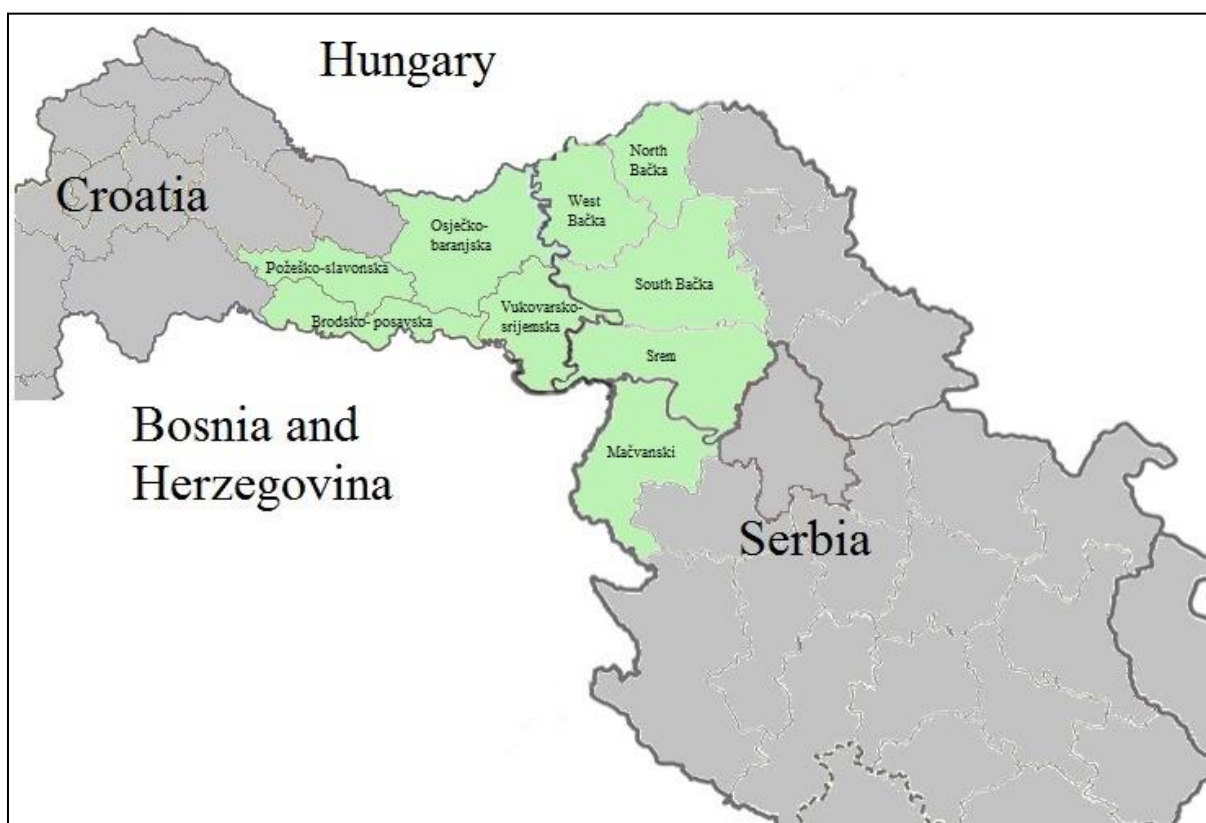 Hungary
Croatia
North
Bačka
West
Bačka
Osječko-
baranjska
Požeško-slavonska
South Bačka
Vukovarsko-
srijemska
Brodsko- posavska
Srem
Mačvanski
Bosnia and
Herzegovina
Serbia